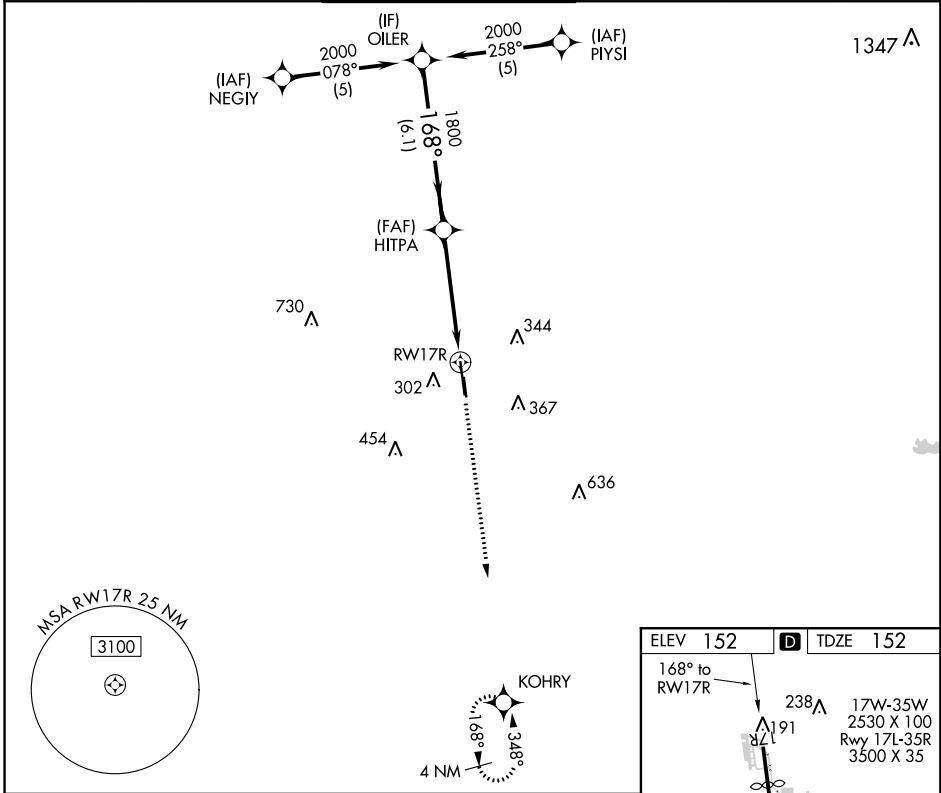 (IF)
OILER
2000
078°
(5)
2000
258°
(5)
(IAF)
PIYSI
1347
(IAF)
NEGIY
1800
168°
(6.1)
(FAF)
HITPA
730
344
RW17R
302
367
454
636
MSA RW17R 25 NM
3100
KOHRY
168°
348°
4 NM
ELEV 152
D
TDZE 152
168° to
RW17R
238
191
17R
17W-35W
2530 X 100
Rwy 17L-35R
3500 X 35